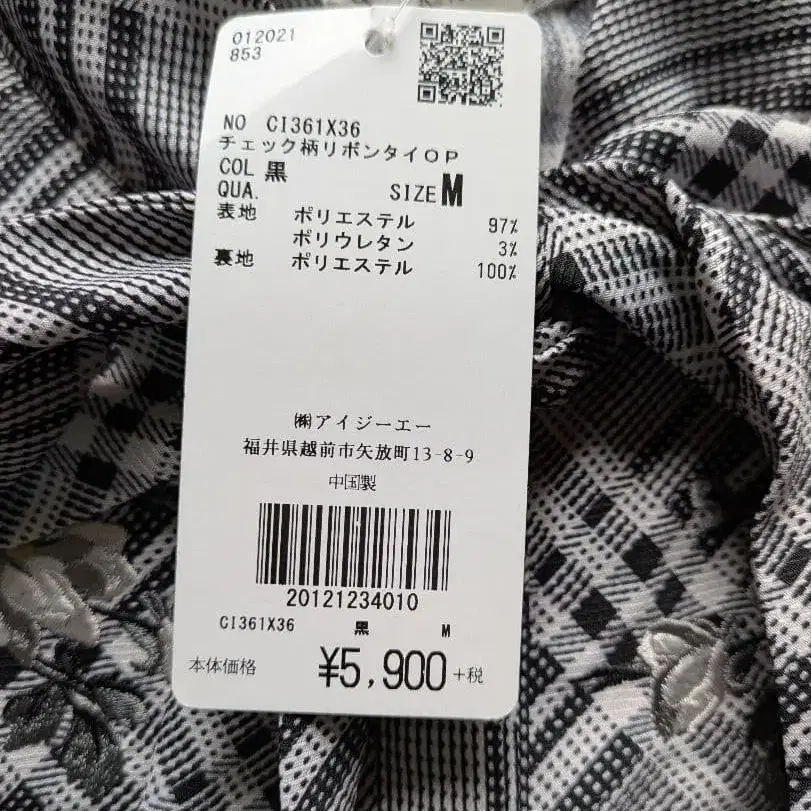 012021
853
NO CI361X36
チェック柄リボンタイOP
COL 黒
QUA. SIZE M
表地 ポリエステル 97%
ポリウレタン 3%
裏地 ポリエステル 100%
㈱アイジーエー
福井県越前市矢放町13-8-9
中国製
20121234010
CI361X36 黒 M
本体価格 ¥5,900+税